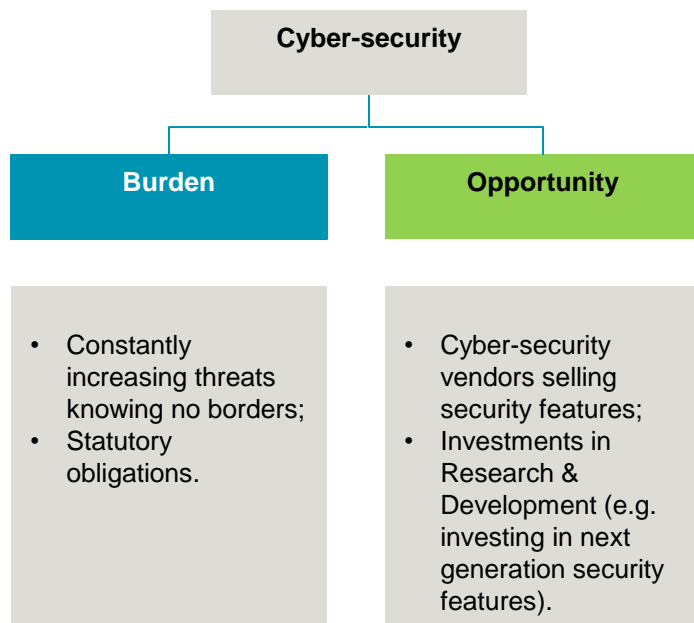 Cyber-security
Burden
Opportunity
• Constantly
increasing threats
knowing no borders;
• Statutory
obligations.
• Cyber-security
vendors selling
security features;
• Investments in
Research &
Development (e.g.
investing in next
generation security
features).